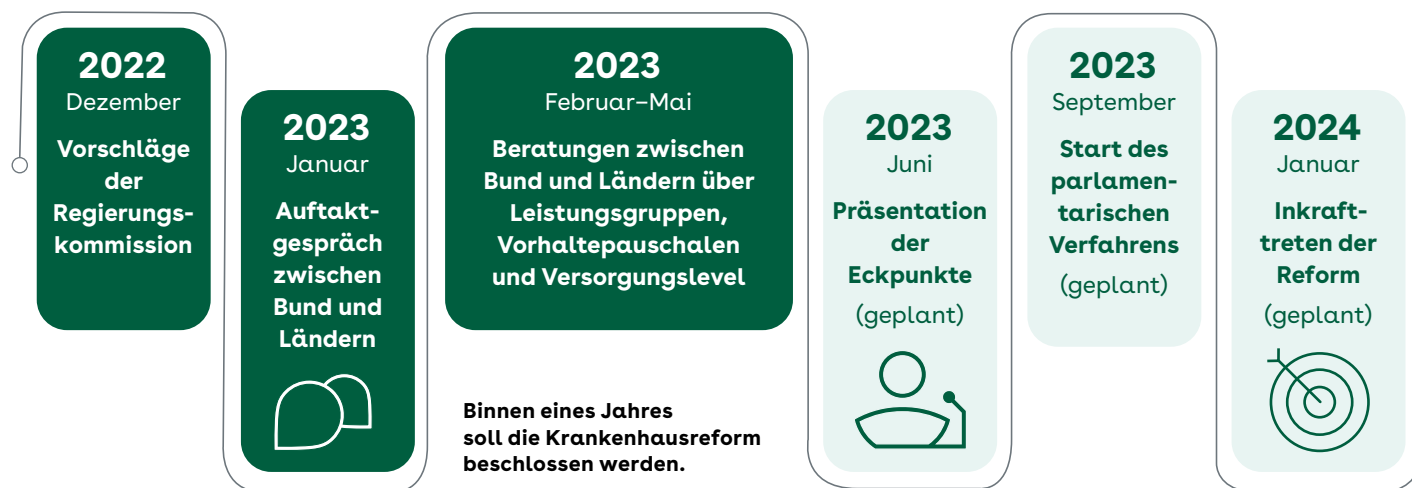 2022
Dezember
Vorschläge
der
Regierungs-
kommission
2023
Januar
Auftakt-
gespräch
zwischen
Bund und
Ländern
2023
Februar–Mai
Beratungen zwischen
Bund und Ländern über
Leistungsgruppen,
Vorhaltepauschalen
und Versorgungslevel
Binnen eines Jahres
soll die Krankenhausreform
beschlossen werden.
2023
Juni
Präsentation
der
Eckpunkte
(geplant)
2023
September
Start des
parlamen-
tarischen
Verfahrens
(geplant)
2024
Januar
Inkraft-
treten der
Reform
(geplant)